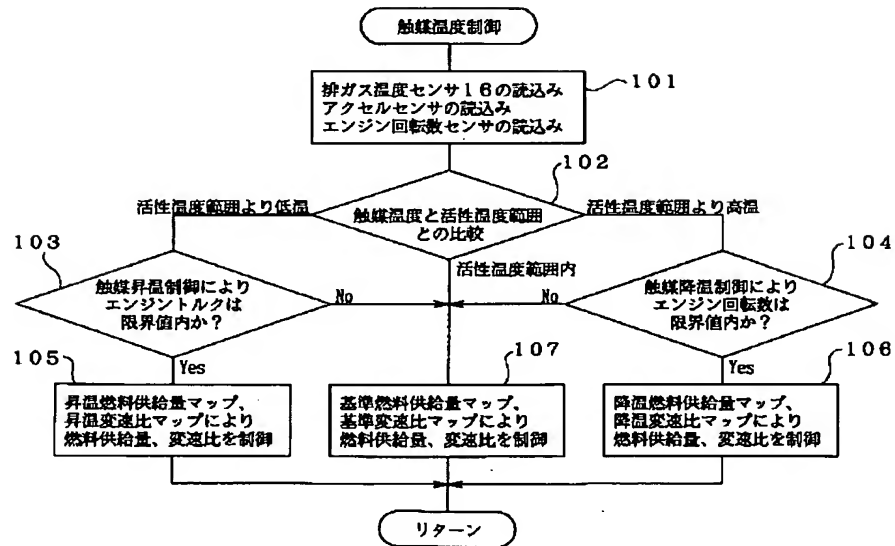 触媒温度制御
排ガス温度センサ16の読込み
アクセルセンサの読込み
エンジン回転数センサの読込み
101
102
活性温度範囲より低温
活性温度範囲より高温
触媒温度と活性温度範囲
との比較
103
104
活性温度範囲内
触媒昇温制御により
エンジントルクは
限界値内か?
No
No
触媒降温制御により
エンジン回転数は
限界値内か?
105
Yes
107
Yes
106
昇温燃料供給量マップ、
昇温変速比マップにより
燃料供給量、変速比を制御
基準燃料供給量マップ、
基準変速比マップにより
燃料供給量、変速比を制御
降温燃料供給量マップ、
降温変速比マップにより
燃料供給量、変速比を制御
リターン